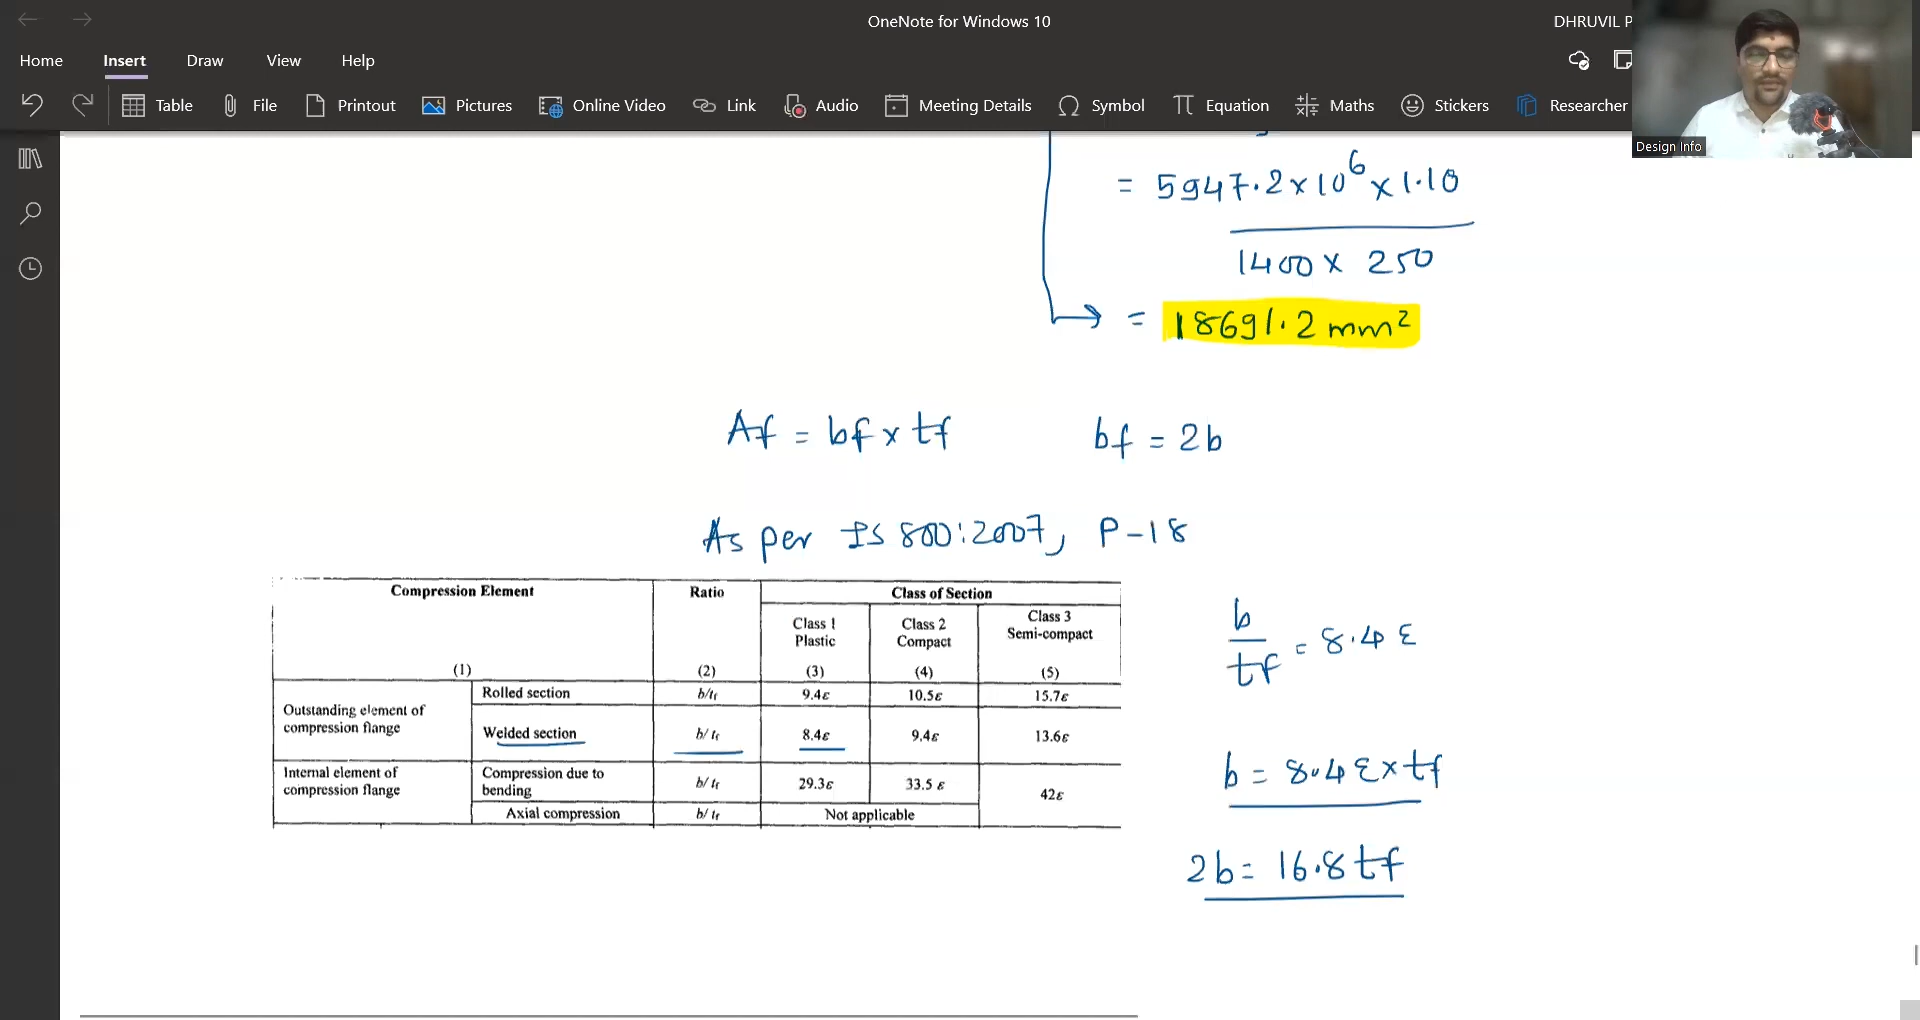 OneNote for Windows 10
DHRUVIL P
Home Insert Draw View Help
Table File Printout Pictures Online Video Link Audio Meeting Details Symbol Equation Maths Stickers Researcher
Design Info
= 5947.2 x 10^6 x 1.10
1400 x 250
= 18691.2 mm²
Af = bf x tf bf = 2b
As per IS 800:2007, P-18
Compression Element Ratio Class of Section
Class 1 Plastic Class 2 Compact Class 3 Semi-compact
(1) (2) (3) (4) (5)
Outstanding element of compression flange Rolled section b/tf 9.4ε 10.5ε 15.7ε
Welded section b/ tf 8.4ε 9.4ε 13.6ε
Internal element of compression flange Compression due to bending b/ tf 29.3ε 33.5 ε 42ε
Axial compression b/ tf Not applicable
b/tf = 8.4 ε
b = 8.4 ε x tf
2b = 16.8 tf